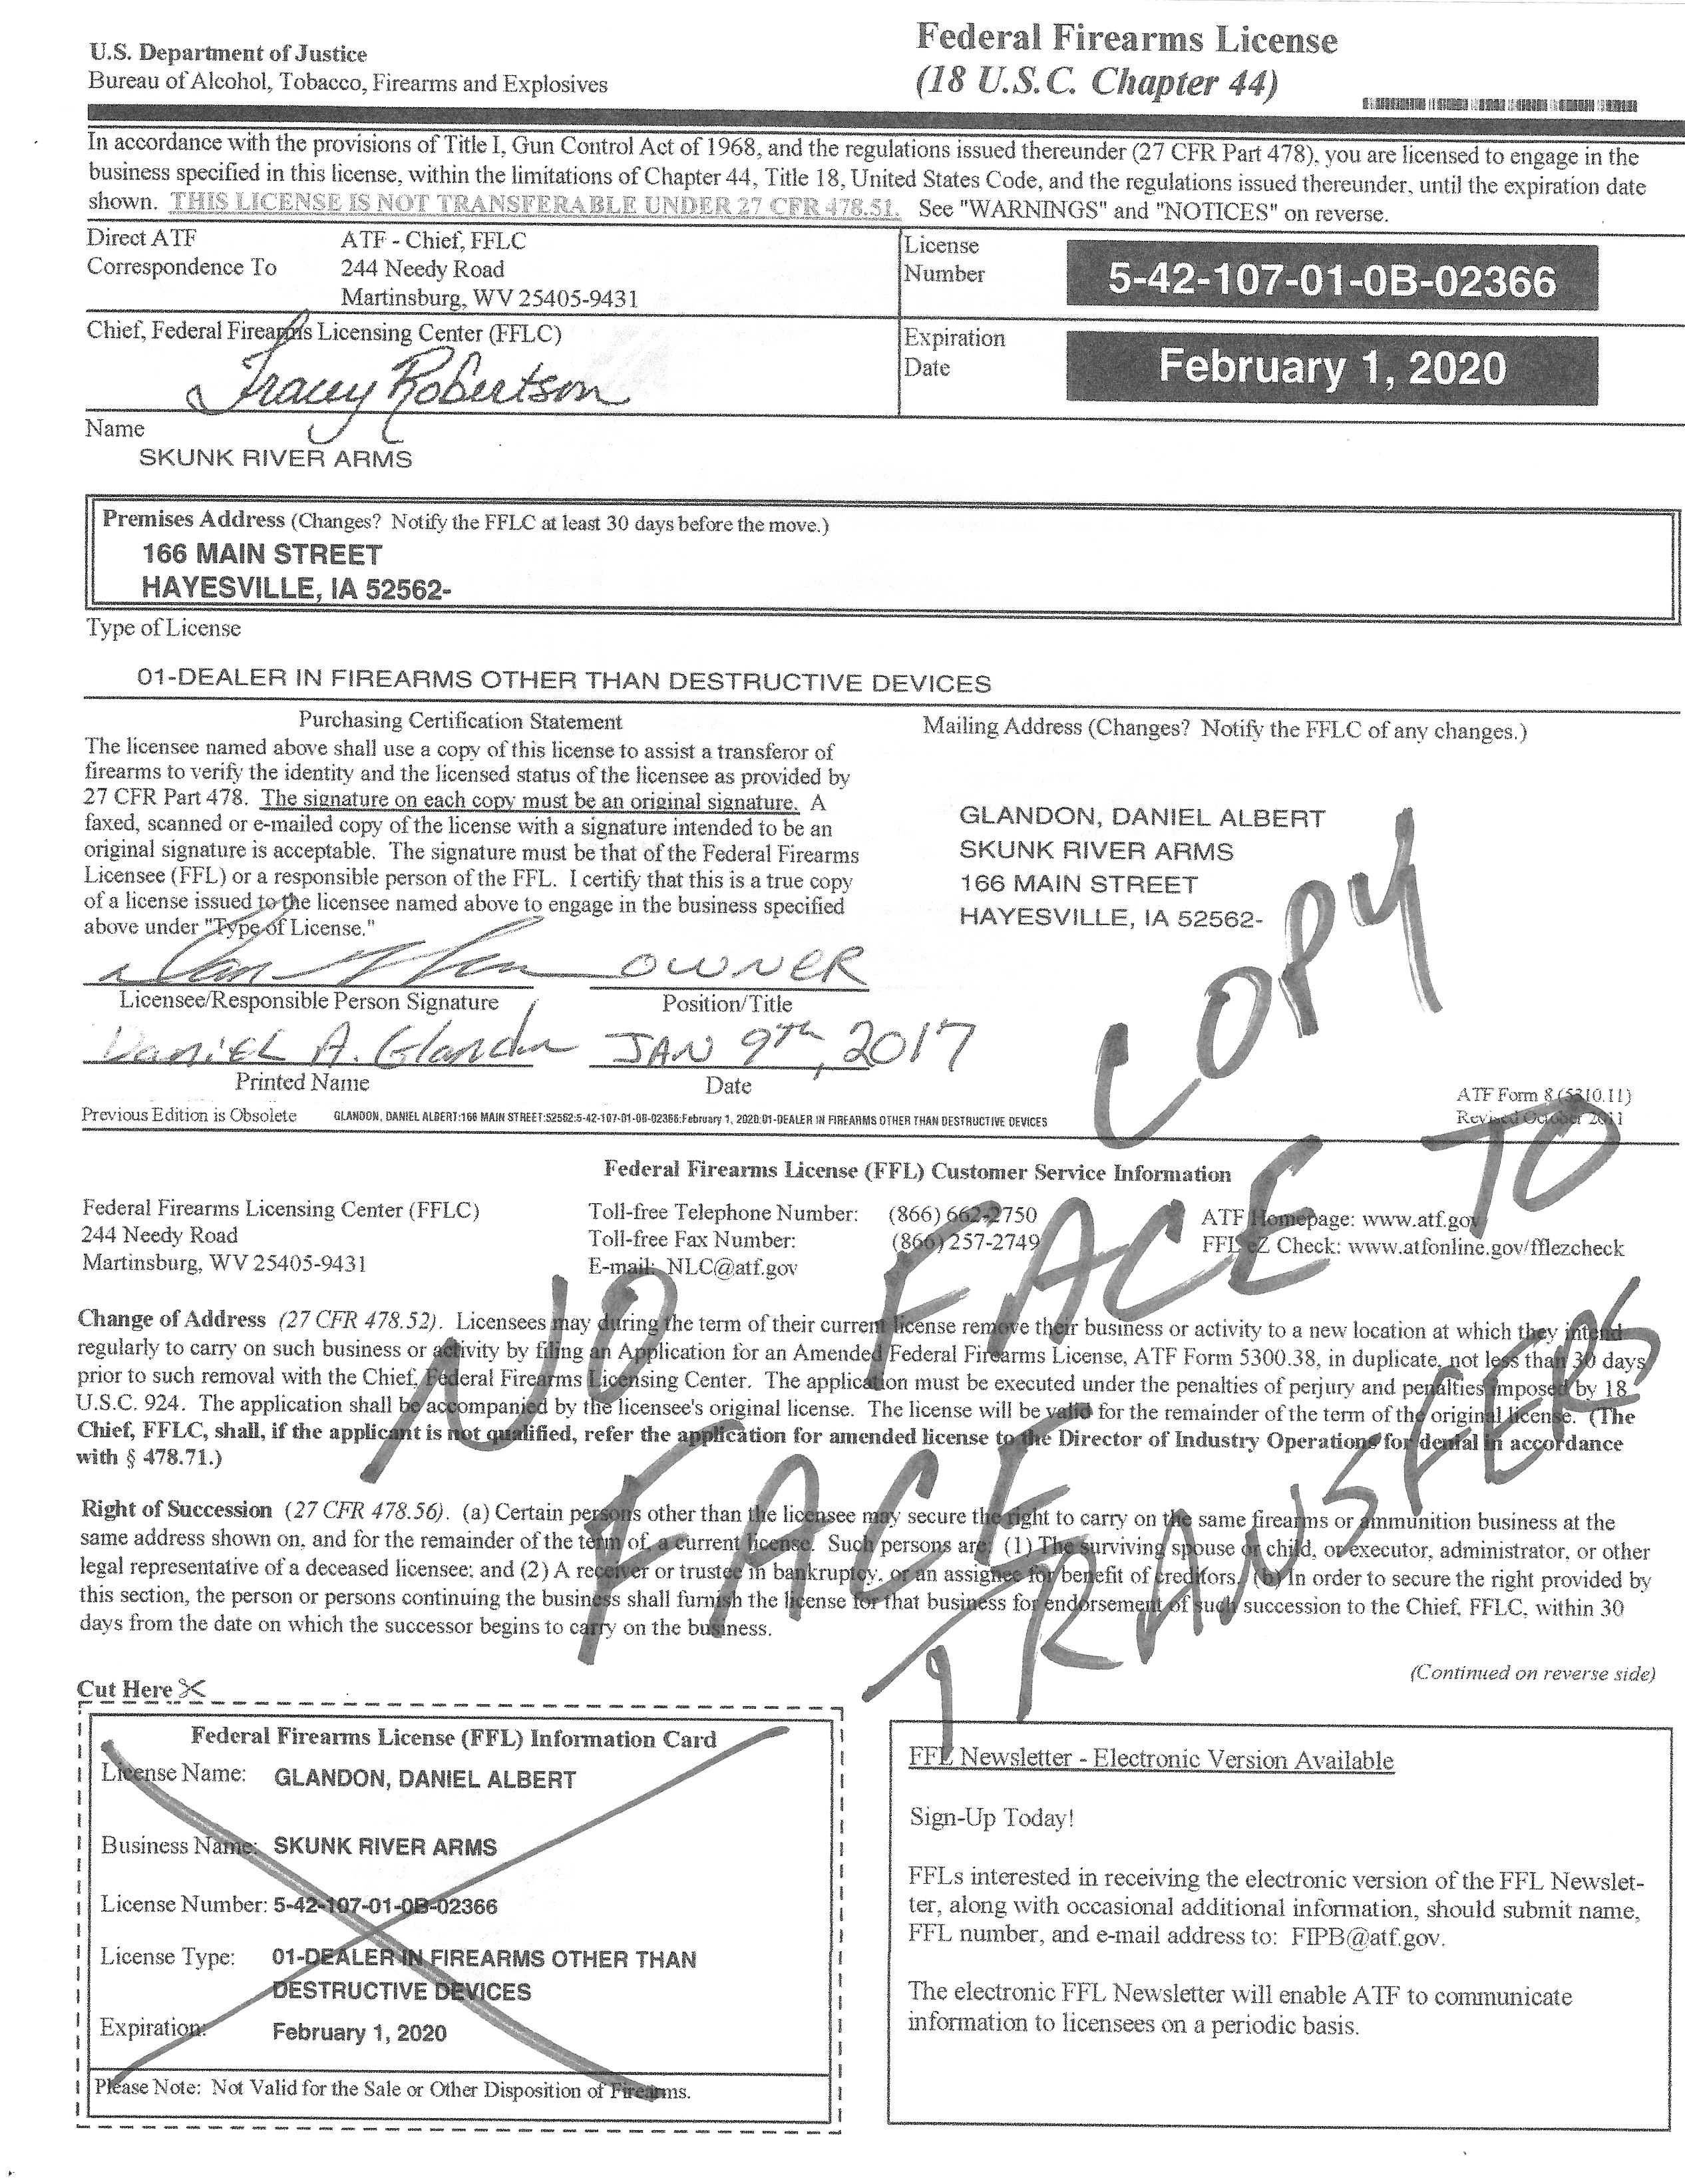 U.S. Department of Justice
Bureau of Alcohol, Tobacco, Firearms and Explosives
Federal Firearms License
(18 U.S.C. Chapter 44)
In accordance with the provisions of Title I, Gun Control Act of 1968, and the regulations issued thereunder (27 CFR Part 478), you are licensed to engage in the
business specified in this license, within the limitations of Chapter 44, Title 18, United States Code, and the regulations issued thereunder, until the expiration date
shown. THIS LICENSE IS NOT TRANSFERABLE UNDER 27 CFR 478.51. See "WARNINGS" and "NOTICES" on reverse.
Direct ATF
Correspondence To
ATF - Chief, FFLC
244 Needy Road
Martinsburg, WV 25405-9431
License
Number
5-42-107-01-0B-02366
Chief, Federal Firearms Licensing Center (FFLC)
Tracey Robertson
Expiration
Date
February 1, 2020
Name
SKUNK RIVER ARMS
Premises Address (Changes? Notify the FFLC at least 30 days before the move.)
166 MAIN STREET
HAYESVILLE, IA 52562-
Type of License
01-DEALER IN FIREARMS OTHER THAN DESTRUCTIVE DEVICES
Purchasing Certification Statement
The licensee named above shall use a copy of this license to assist a transferor of
firearms to verify the identity and the licensed status of the licensee as provided by
27 CFR Part 478. The signature on each copy must be an original signature. A
faxed, scanned or e-mailed copy of the license with a signature intended to be an
original signature is acceptable. The signature must be that of the Federal Firearms
Licensee (FFL) or a responsible person of the FFL. I certify that this is a true copy
of a license issued to the licensee named above to engage in the business specified
above under "Type of License."
OWNER
Licensee/Responsible Person Signature
Position/Title
Daniel A. Glandon
JAN 9th, 2017
Printed Name
Date
Mailing Address (Changes? Notify the FFLC of any changes.)
GLANDON, DANIEL ALBERT
SKUNK RIVER ARMS
166 MAIN STREET
HAYESVILLE, IA 52562-
COPY
ATF Form 8 (5310.11)
Revised October 2011
Previous Edition is Obsolete
GLANDON, DANIEL ALBERT:166 MAIN STREET:52562:5-42-107-01-0B-02366:February 1, 2020:01-DEALER IN FIREARMS OTHER THAN DESTRUCTIVE DEVICES
Federal Firearms License (FFL) Customer Service Information
Federal Firearms Licensing Center (FFLC)
244 Needy Road
Martinsburg, WV 25405-9431
Toll-free Telephone Number: (866) 662-2750
Toll-free Fax Number: (866) 257-2749
E-mail: NLC@atf.gov
ATF Homepage: www.atf.gov
FFL eZ Check: www.atfonline.gov/fflezcheck
NO FACE TO
FACE TRANSFERS
Change of Address (27 CFR 478.52). Licensees may during the term of their current license remove their business or activity to a new location at which they intend
regularly to carry on such business or activity by filing an Application for an Amended Federal Firearms License, ATF Form 5300.38, in duplicate, not less than 30 days
prior to such removal with the Chief, Federal Firearms Licensing Center. The application must be executed under the penalties of perjury and penalties imposed by 18
U.S.C. 924. The application shall be accompanied by the licensee's original license. The license will be valid for the remainder of the term of the original license. (The
Chief, FFLC, shall, if the applicant is not qualified, refer the application for amended license to the Director of Industry Operations for denial in accordance
with § 478.71.)
Right of Succession (27 CFR 478.56). (a) Certain persons other than the licensee may secure the right to carry on the same firearms or ammunition business at the
same address shown on, and for the remainder of the term of, a current license. Such persons are: (1) The surviving spouse or child, or executor, administrator, or other
legal representative of a deceased licensee; and (2) A receiver or trustee in bankruptcy, or an assignee for benefit of creditors. (b) In order to secure the right provided by
this section, the person or persons continuing the business shall furnish the license for that business for endorsement of such succession to the Chief, FFLC, within 30
days from the date on which the successor begins to carry on the business.
(Continued on reverse side)
Cut Here
Federal Firearms License (FFL) Information Card
License Name: GLANDON, DANIEL ALBERT
Business Name: SKUNK RIVER ARMS
License Number: 5-42-107-01-0B-02366
License Type: 01-DEALER IN FIREARMS OTHER THAN
DESTRUCTIVE DEVICES
Expiration: February 1, 2020
Please Note: Not Valid for the Sale or Other Disposition of Firearms.
FFL Newsletter - Electronic Version Available
Sign-Up Today!
FFLs interested in receiving the electronic version of the FFL Newslet-
ter, along with occasional additional information, should submit name,
FFL number, and e-mail address to: FIPB@atf.gov.
The electronic FFL Newsletter will enable ATF to communicate
information to licensees on a periodic basis.